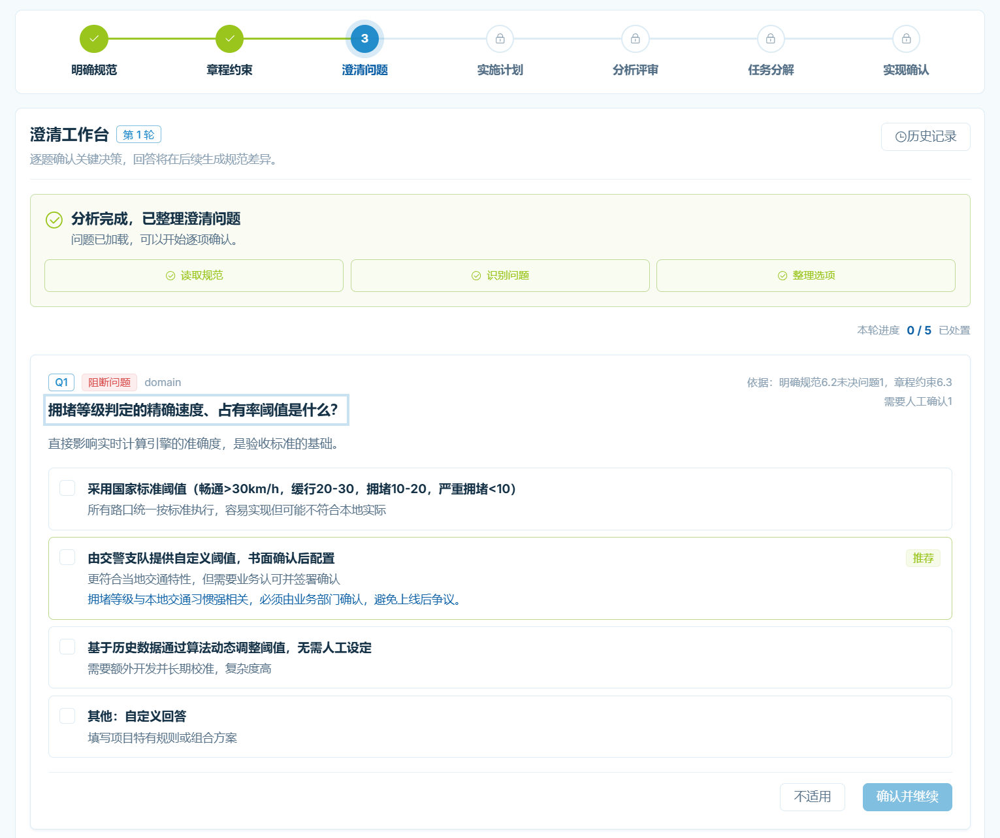 3
明确规范
章程约束
澄清问题
实施计划
分析评审
任务分解
实现确认
澄清工作台
第 1 轮
历史记录
逐题确认关键决策，回答将在后续生成规范差异。
分析完成，已整理澄清问题
问题已加载，可以开始逐项确认。
读取规范
识别问题
整理选项
本轮进度 0 / 5 已处置
Q1
阻断问题
domain
依据：明确规范6.2未决问题1，章程约束6.3
需要人工确认1
拥堵等级判定的精确速度、占有率阈值是什么？
直接影响实时计算引擎的准确度，是验收标准的基础。
采用国家标准阈值（畅通>30km/h，缓行20-30，拥堵10-20，严重拥堵<10）
所有路口统一按标准执行，容易实现但可能不符合本地实际
由交警支队提供自定义阈值，书面确认后配置
推荐
更符合当地交通特性，但需要业务认可并签署确认
拥堵等级与本地交通习惯强相关，必须由业务部门确认，避免上线后争议。
基于历史数据通过算法动态调整阈值，无需人工设定
需要额外开发并长期校准，复杂度高
其他：自定义回答
填写项目特有规则或组合方案
不适用
确认并继续